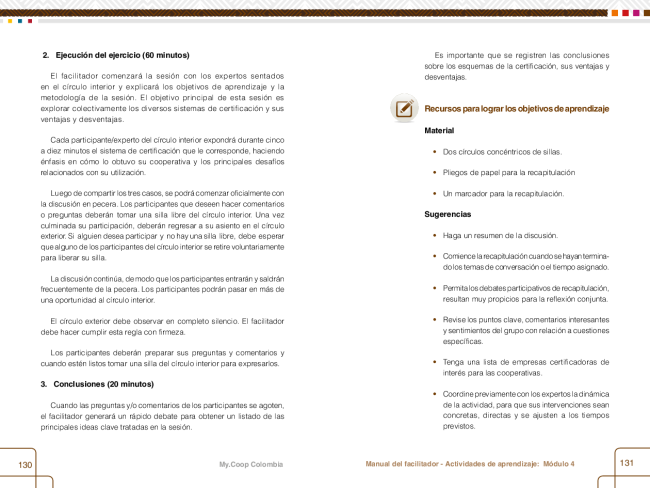 2. Ejecución del ejercicio (60 minutos)
El facilitador comenzará la sesión con los expertos sentados
en el círculo interior y explicará los objetivos de aprendizaje y la
metodología de la sesión. El objetivo principal de esta sesión es
explorar colectivamente los diversos sistemas de certificación y sus
ventajas y desventajas.
Cada participante/experto del círculo interior expondrá durante cinco
a diez minutos el sistema de certificación que le corresponde, haciendo
énfasis en cómo lo obtuvo su cooperativa y los principales desafíos
relacionados con su utilización.
Luego de compartir los tres casos, se podrá comenzar oficialmente con
la discusión en pecera. Los participantes que deseen hacer comentarios
o preguntas deberán tomar una silla libre del círculo interior. Una vez
culminada su participación, deberán regresar a su asiento en el círculo
exterior. Si alguien desea participar y no hay una silla libre, debe esperar
que alguno de los participantes del círculo interior se retire voluntariamente
para liberar su silla.
La discusión continúa, de modo que los participantes entrarán y saldrán
frecuentemente de la pecera. Los participantes podrán pasar en más de
una oportunidad al círculo interior.
El círculo exterior debe observar en completo silencio. El facilitador
debe hacer cumplir esta regla con firmeza.
Los participantes deberán preparar sus preguntas y comentarios y
cuando estén listos tomar una silla del círculo interior para expresarlos.
3. Conclusiones (20 minutos)
Cuando las preguntas y/o comentarios de los participantes se agoten,
el facilitador generará un rápido debate para obtener un listado de las
principales ideas clave tratadas en la sesión.
130
My.Coop Colombia
Es importante que se registren las conclusiones
sobre los esquemas de la certificación, sus ventajas y
desventajas.
Recursos para lograr los objetivos de aprendizaje
Material
• Dos círculos concéntricos de sillas.
• Pliegos de papel para la recapitulación
• Un marcador para la recapitulación.
Sugerencias
• Haga un resumen de la discusión.
• Comience la recapitulación cuando se hayan termina-
do los temas de conversación o el tiempo asignado.
• Permita los debates participativos de recapitulación,
resultan muy propicios para la reflexión conjunta.
• Revise los puntos clave, comentarios interesantes
y sentimientos del grupo con relación a cuestiones
específicas.
• Tenga una lista de empresas certificadoras de
interés para las cooperativas.
• Coordine previamente con los expertos la dinámica
de la actividad, para que sus intervenciones sean
concretas, directas y se ajusten a los tiempos
previstos.
Manual del facilitador - Actividades de aprendizaje: Módulo 4
131